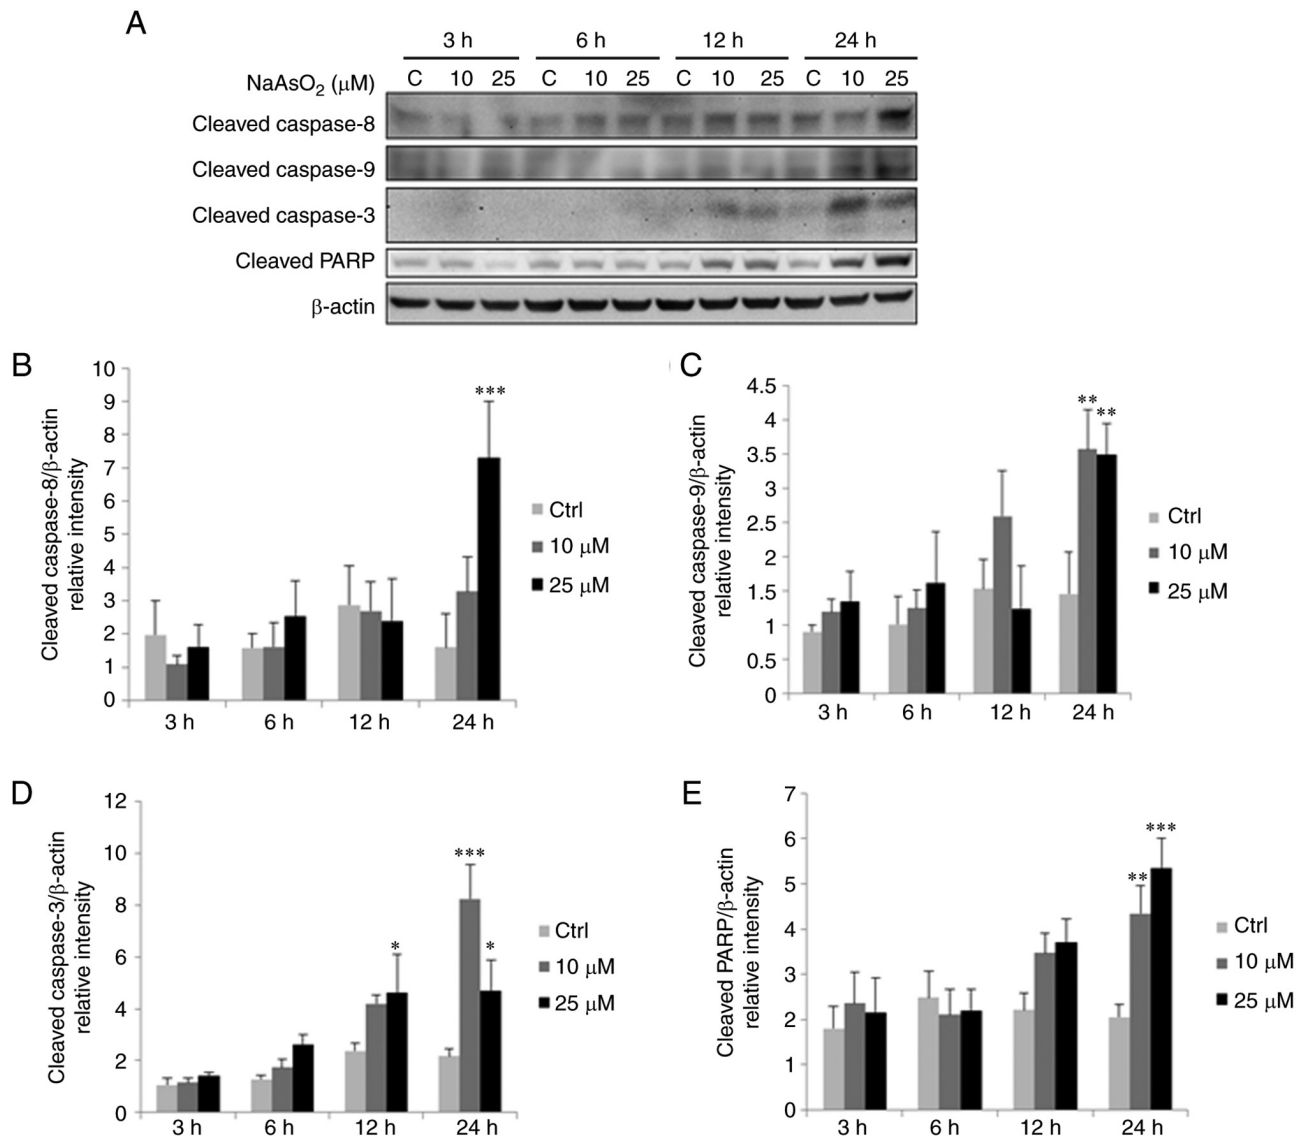 A
3 h 6 h 12 h 24 h
NaAsO2 (μM) C 10 25 C 10 25 C 10 25 C 10 25
Cleaved caspase-8
Cleaved caspase-9
Cleaved caspase-3
Cleaved PARP
β-actin
B
Cleaved caspase-8/β-actin
relative intensity
10
9
8
7
6
5
4
3
2
1
0
***
3 h 6 h 12 h 24 h
Ctrl
10 μM
25 μM
C
Cleaved caspase-9/β-actin
relative intensity
4.5
4
3.5
3
2.5
2
1.5
1
0.5
0
** **
3 h 6 h 12 h 24 h
Ctrl
10 μM
25 μM
D
Cleaved caspase-3/β-actin
relative intensity
12
10
8
6
4
2
0
* *** *
3 h 6 h 12 h 24 h
Ctrl
10 μM
25 μM
E
Cleaved PARP/β-actin
relative intensity
7
6
5
4
3
2
1
0
** ***
3 h 6 h 12 h 24 h
Ctrl
10 μM
25 μM